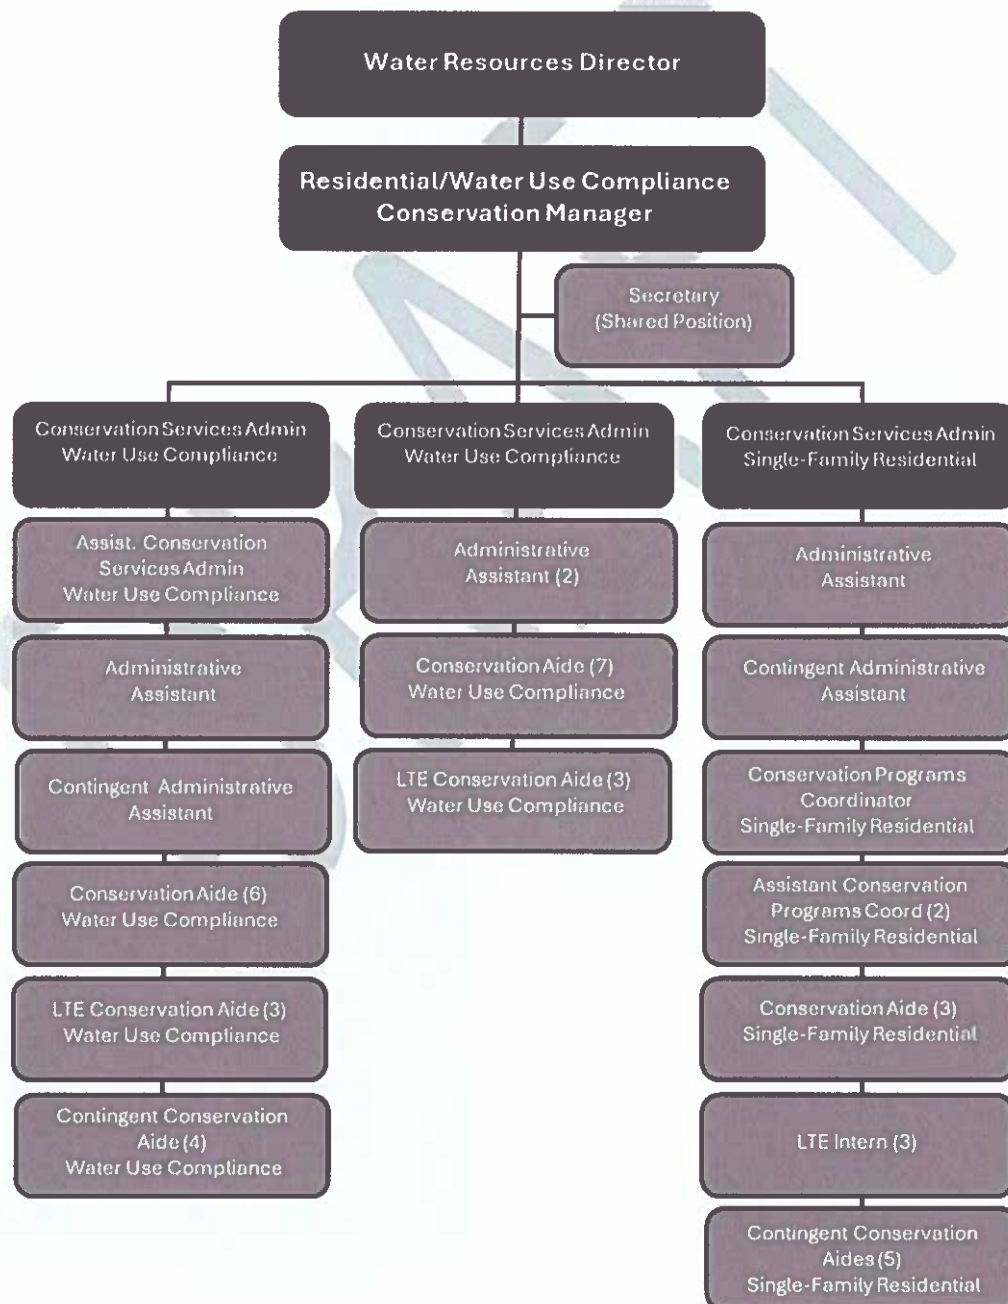 Water Resources Director
Residential/Water Use Compliance
Conservation Manager
Secretary
(Shared Position)
Conservation Services Admin
Water Use Compliance
Assist. Conservation
Services Admin
Water Use Compliance
Administrative
Assistant
Contingent Administrative
Assistant
Conservation Aide (6)
Water Use Compliance
LTE Conservation Aide (3)
Water Use Compliance
Contingent Conservation
Aide (4)
Water Use Compliance
Conservation Services Admin
Water Use Compliance
Administrative
Assistant (2)
Conservation Aide (7)
Water Use Compliance
LTE Conservation Aide (3)
Water Use Compliance
Conservation Services Admin
Single-Family Residential
Administrative
Assistant
Contingent Administrative
Assistant
Conservation Programs
Coordinator
Single-Family Residential
Assistant Conservation
Programs Coord (2)
Single-Family Residential
Conservation Aide (3)
Single-Family Residential
LTE Intern (3)
Contingent Conservation
Aides (5)
Single-Family Residential